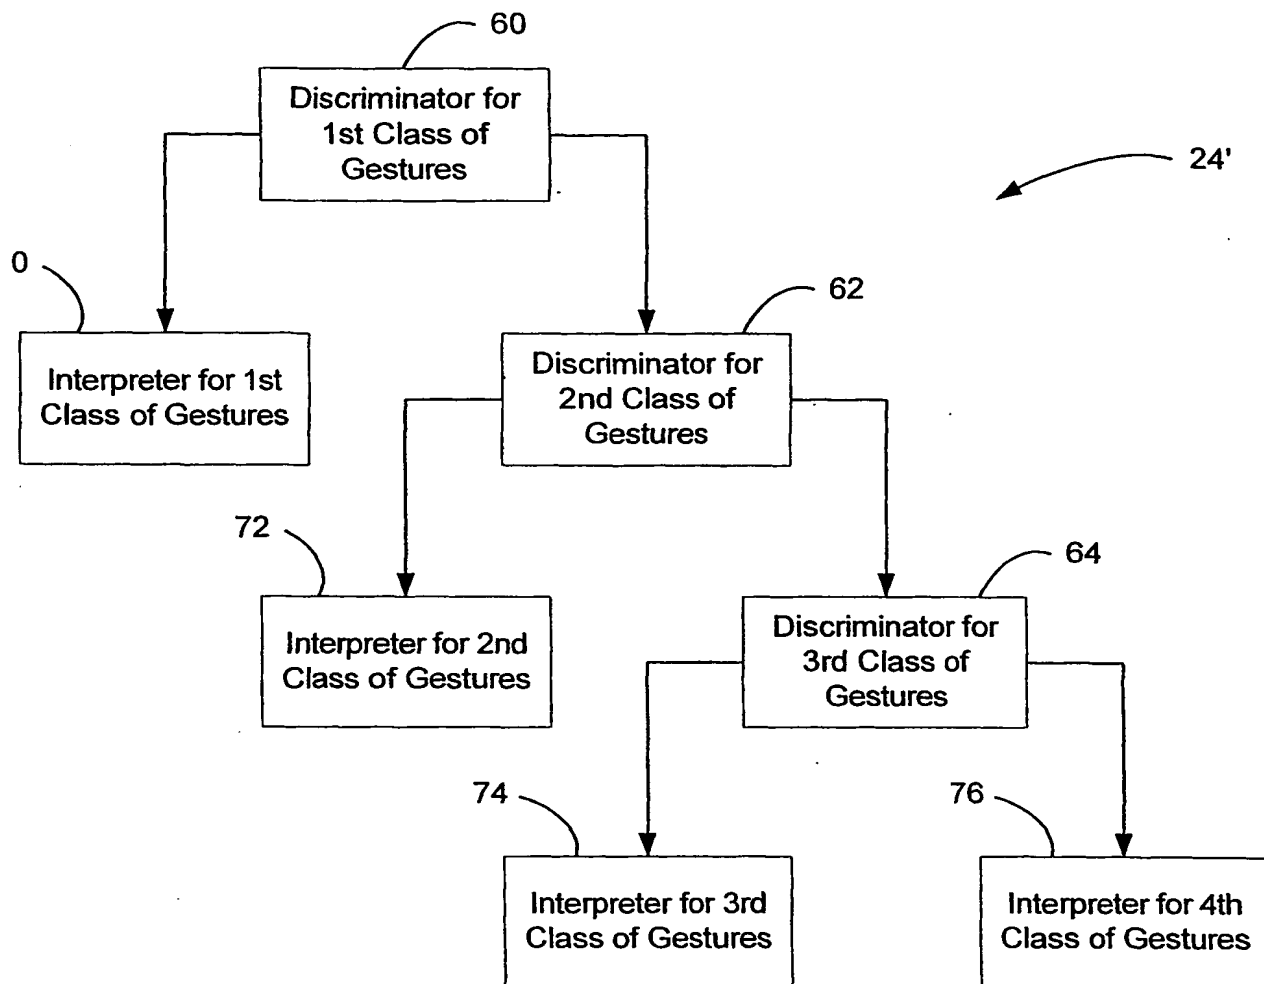 60
Discriminator for
1st Class of
Gestures
24'
0
Interpreter for 1st
Class of Gestures
62
Discriminator for
2nd Class of
Gestures
72
Interpreter for 2nd
Class of Gestures
64
Discriminator for
3rd Class of
Gestures
74
Interpreter for 3rd
Class of Gestures
76
Interpreter for 4th
Class of Gestures